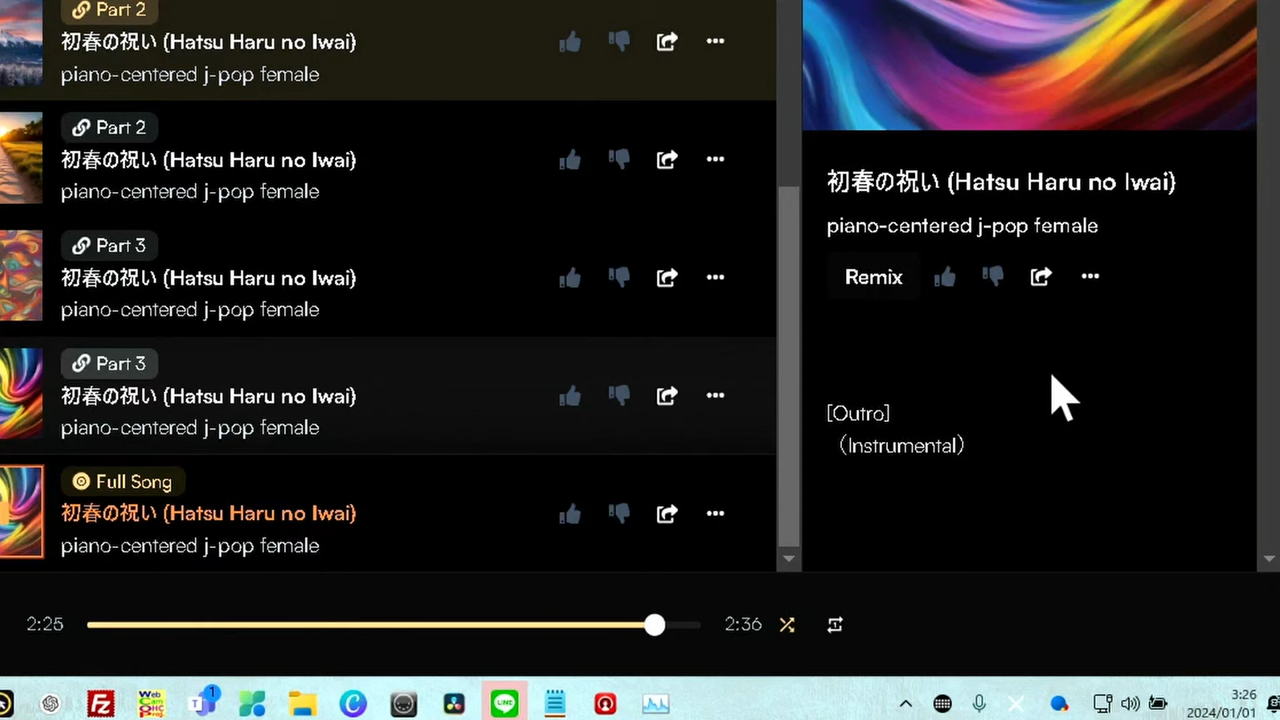 Part 2
初春の祝い (Hatsu Haru no Iwai)
piano-centered j-pop female
Part 2
初春の祝い (Hatsu Haru no Iwai)
piano-centered j-pop female
Part 3
初春の祝い (Hatsu Haru no Iwai)
piano-centered j-pop female
Part 3
初春の祝い (Hatsu Haru no Iwai)
piano-centered j-pop female
Full Song
初春の祝い (Hatsu Haru no Iwai)
piano-centered j-pop female
初春の祝い (Hatsu Haru no Iwai)
piano-centered j-pop female
Remix
[Outro]
（Instrumental）
2:25
2:36
Fz
Web
Cam
LINE
1
3:26
2024/01/01